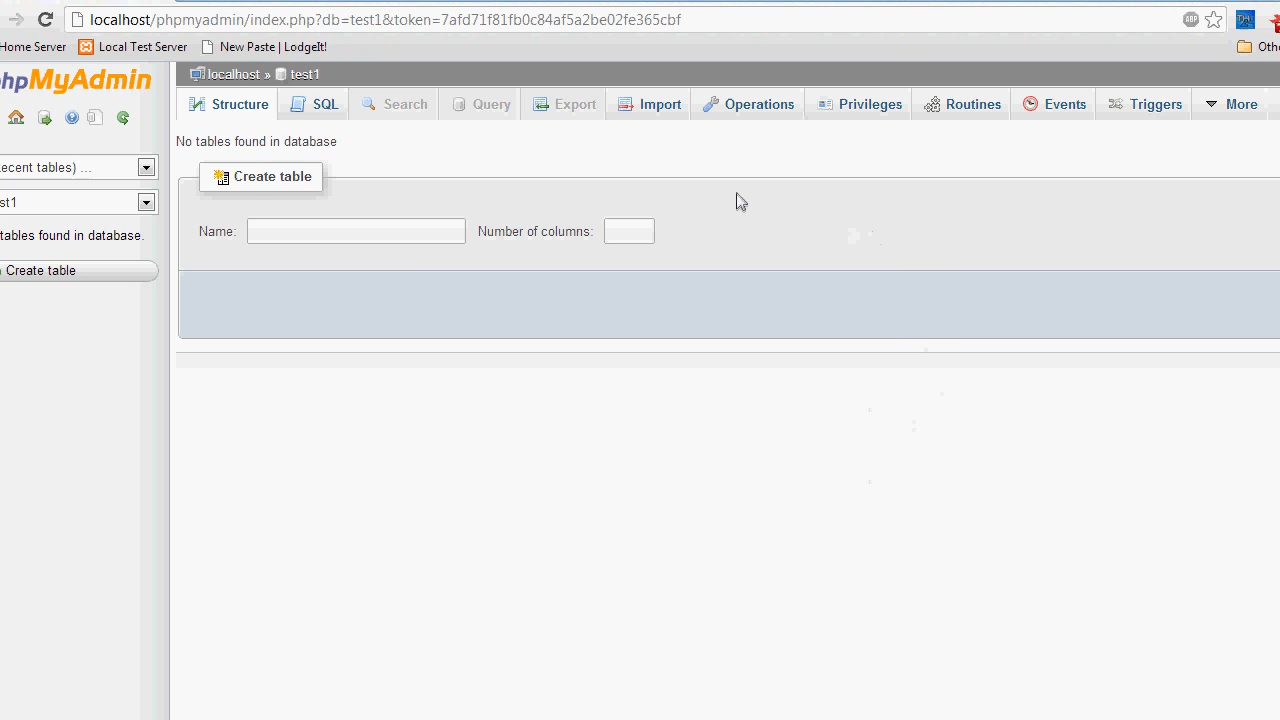 localhost/phpmyadmin/index.php?db=test1&token=7afd71f81fb0c84af5a2be02fe365cbf
ABP
Home Server Local Test Server New Paste | LodgeIt! Othe
phpMyAdmin
localhost » test1
Structure SQL Search Query Export Import Operations Privileges Routines Events Triggers More
No tables found in database
ecent tables) ...
Create table
st1
Name: Number of columns:
tables found in database.
Create table